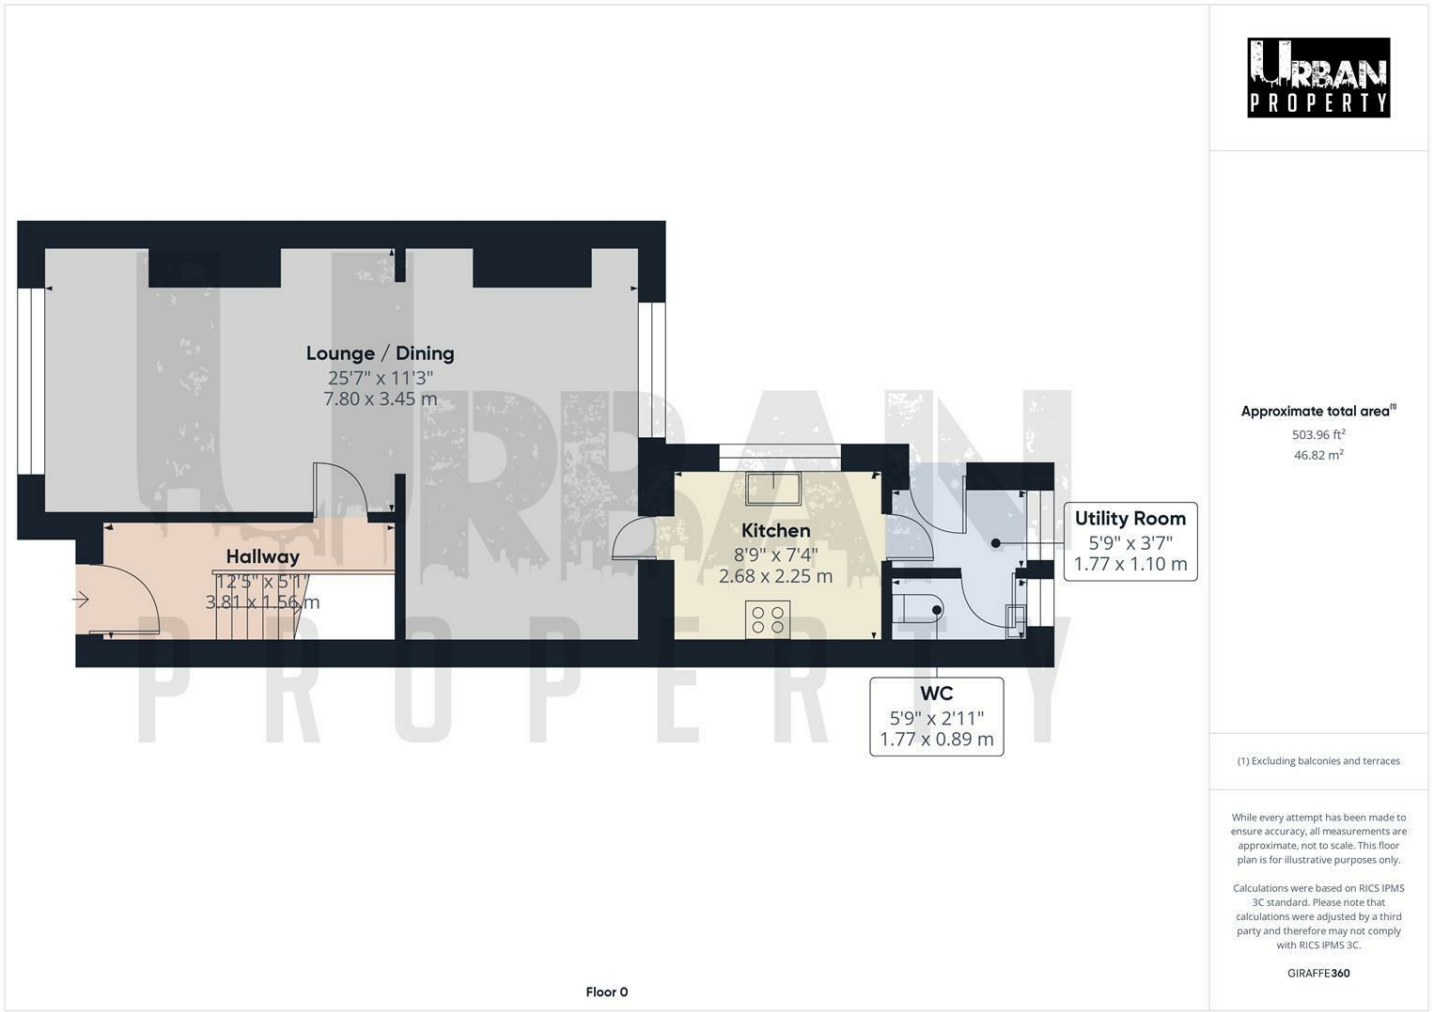 URBAN
PROPERTY
Lounge / Dining
25'7" x 11'3"
7.80 x 3.45 m
Hallway
12'5" x 5'1"
3.81 x 1.56 m
Kitchen
8'9" x 7'4"
2.68 x 2.25 m
Utility Room
5'9" x 3'7"
1.77 x 1.10 m
WC
5'9" x 2'11"
1.77 x 0.89 m
URBAN
PROPERTY
Floor 0
Approximate total area(1)
503.96 ft²
46.82 m²
(1) Excluding balconies and terraces
While every attempt has been made to
ensure accuracy, all measurements are
approximate, not to scale. This floor
plan is for illustrative purposes only.
Calculations were based on RICS IPMS
3C standard. Please note that
calculations were adjusted by a third
party and therefore may not comply
with RICS IPMS 3C.
GIRAFFE360